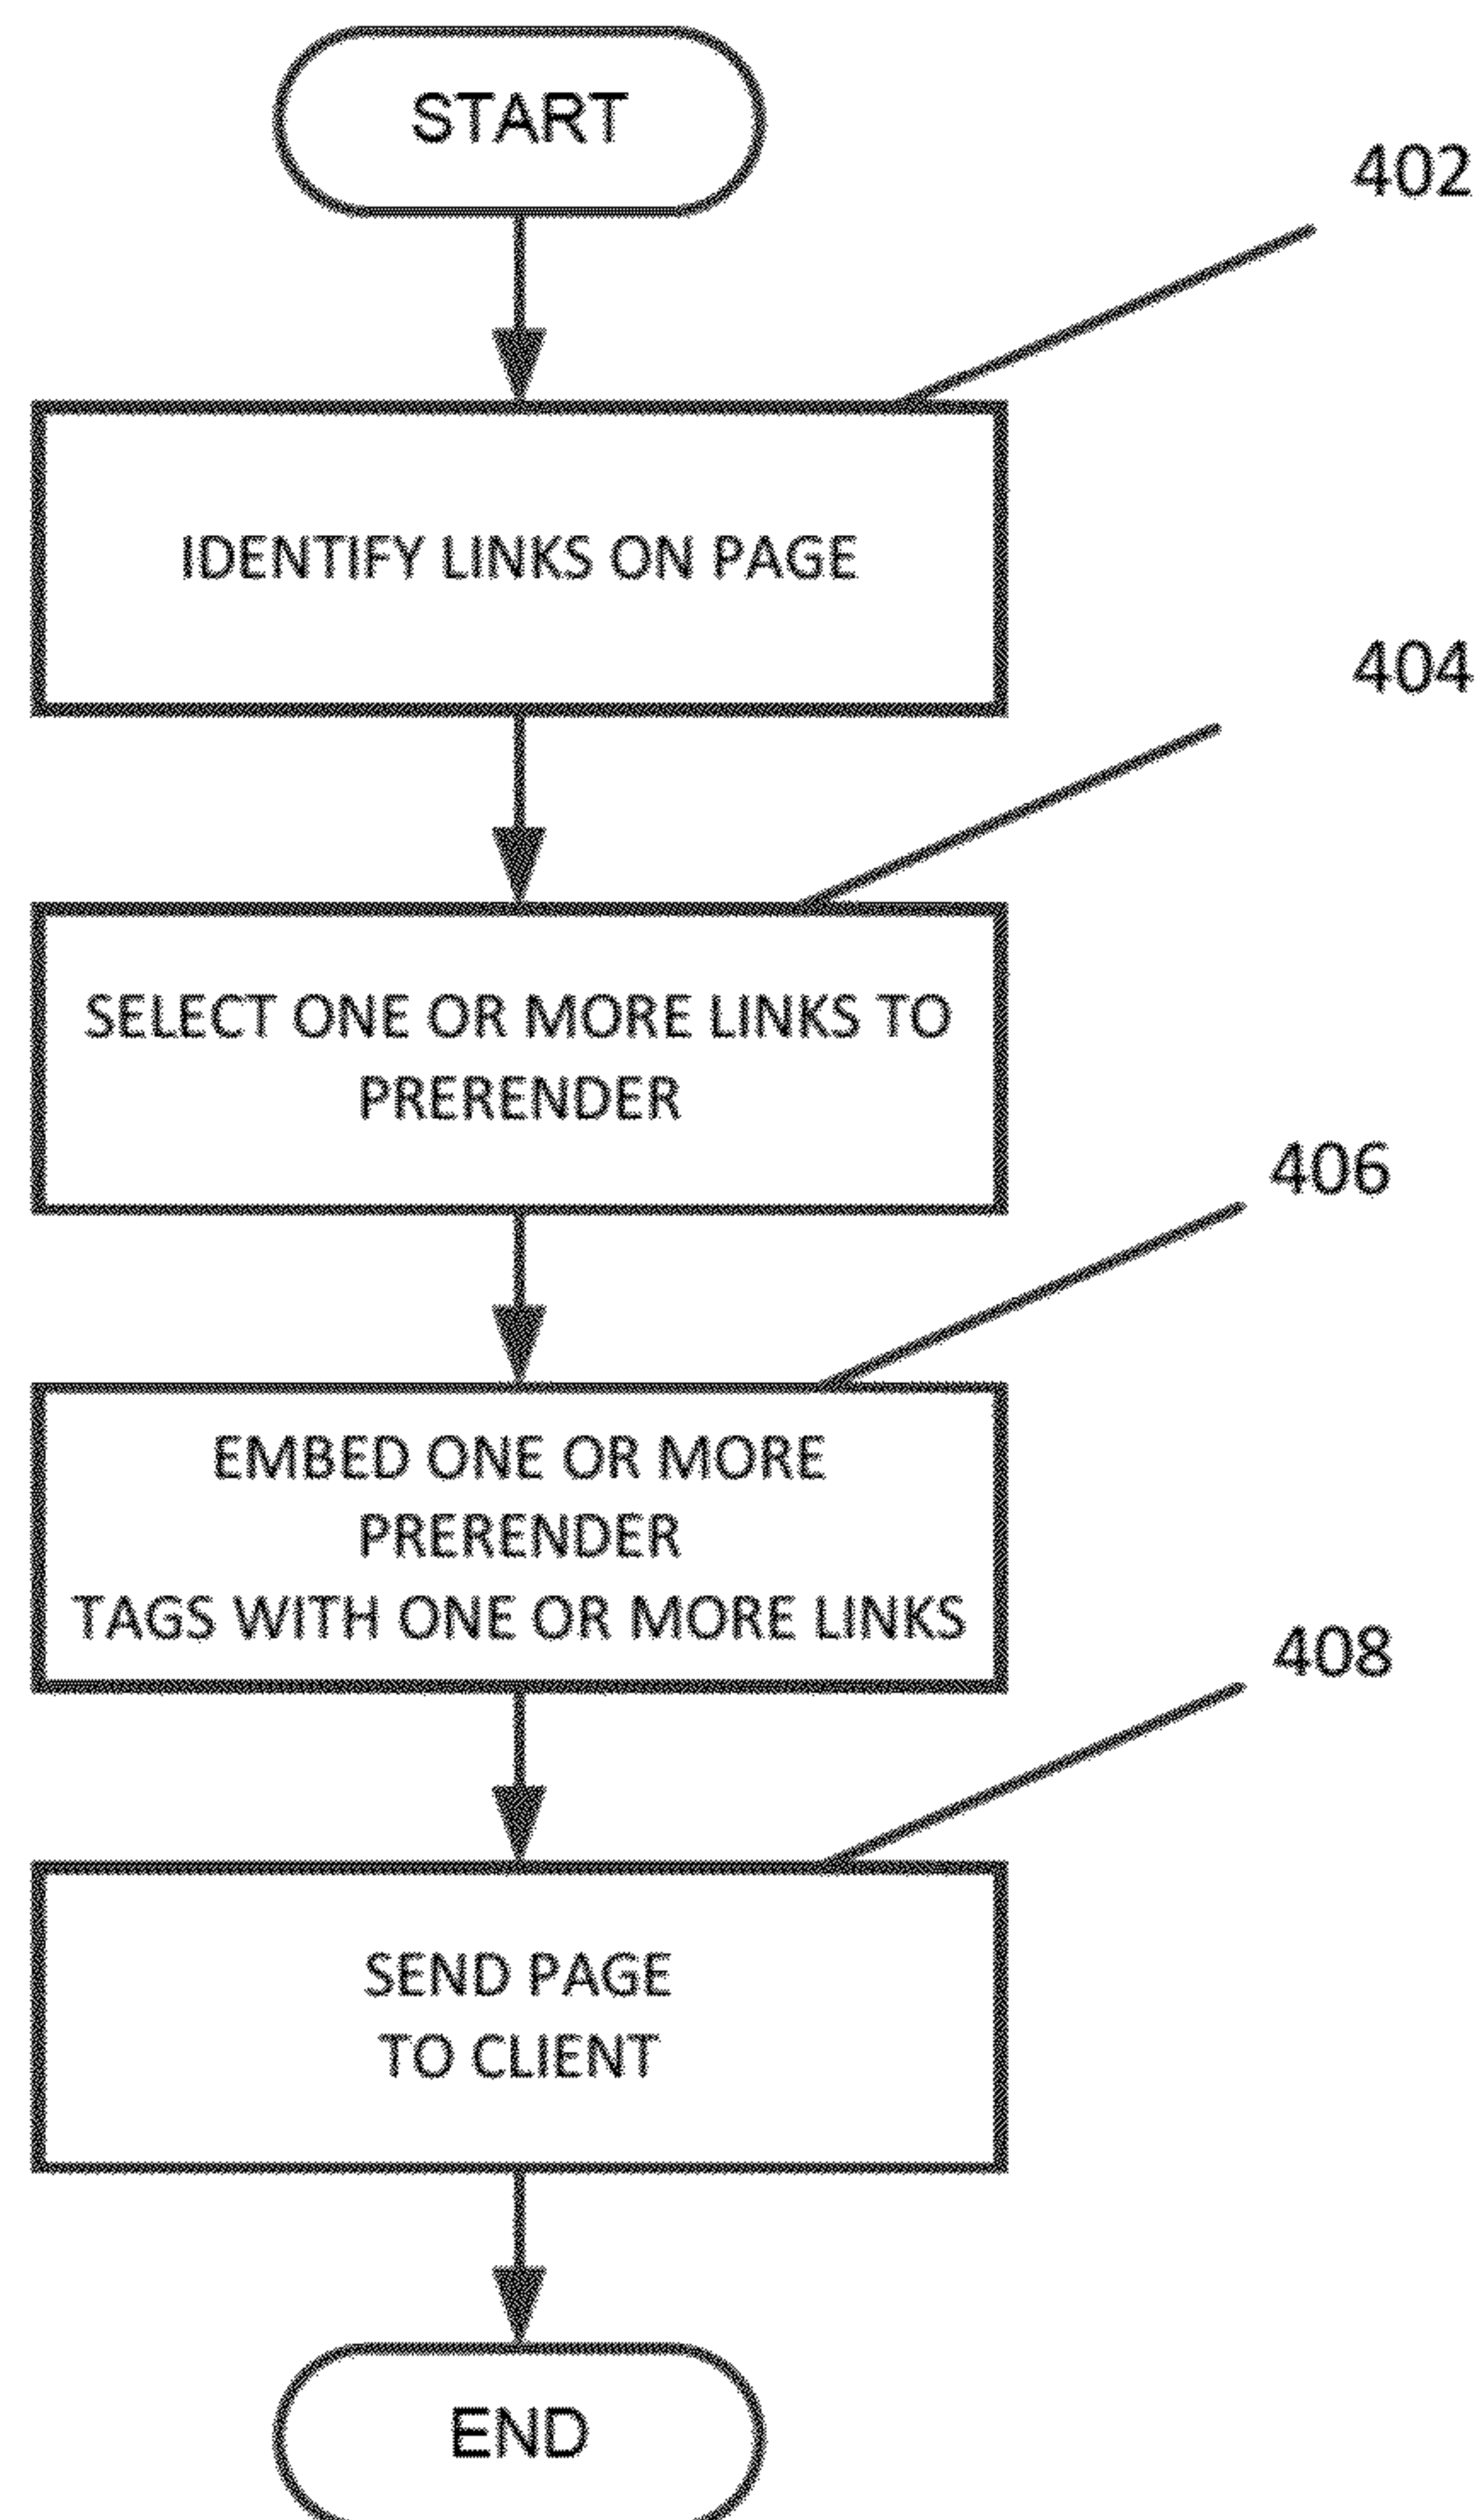 START
402
IDENTIFY LINKS ON PAGE
404
SELECT ONE OR MORE LINKS TO
PRERENDER
406
EMBED ONE OR MORE
PRERENDER
TAGS WITH ONE OR MORE LINKS
408
SEND PAGE
TO CLIENT
END